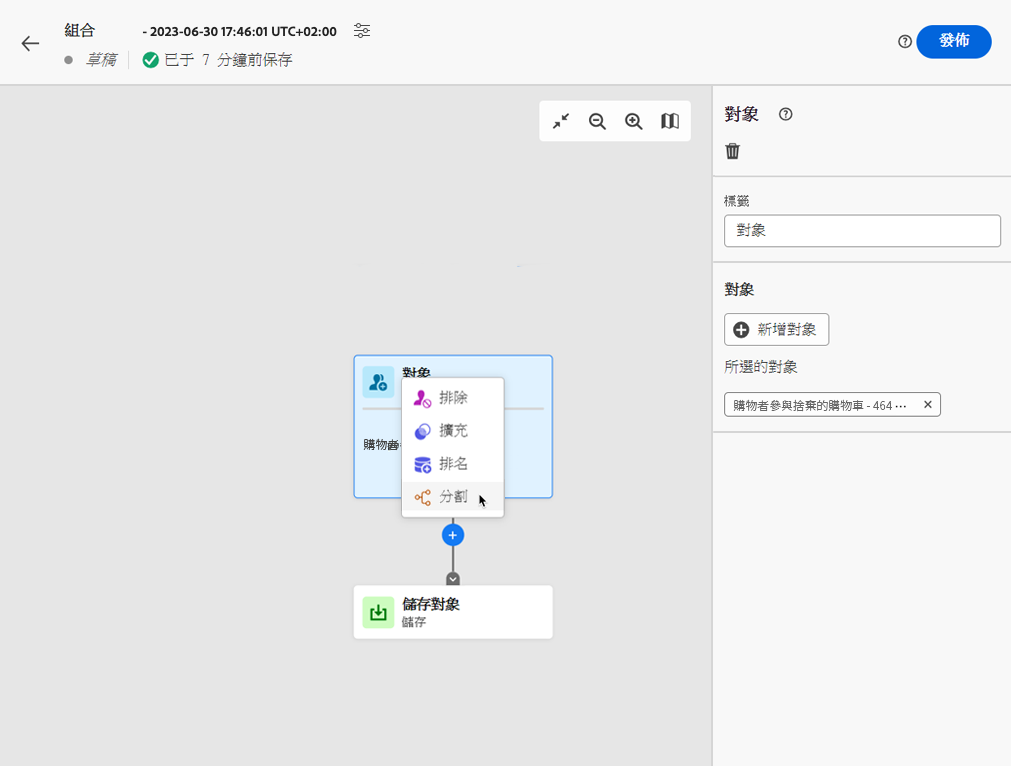 組合 - 2023-06-30 17:46:01 UTC+02:00
草稿 已于 7 分鐘前保存
發佈
對象
標籤
對象
對象
新增對象
所選的對象
購物者參與捨棄的購物車 - 464 ···
對象
購物
排除
擴充
排名
分割
儲存對象
儲存